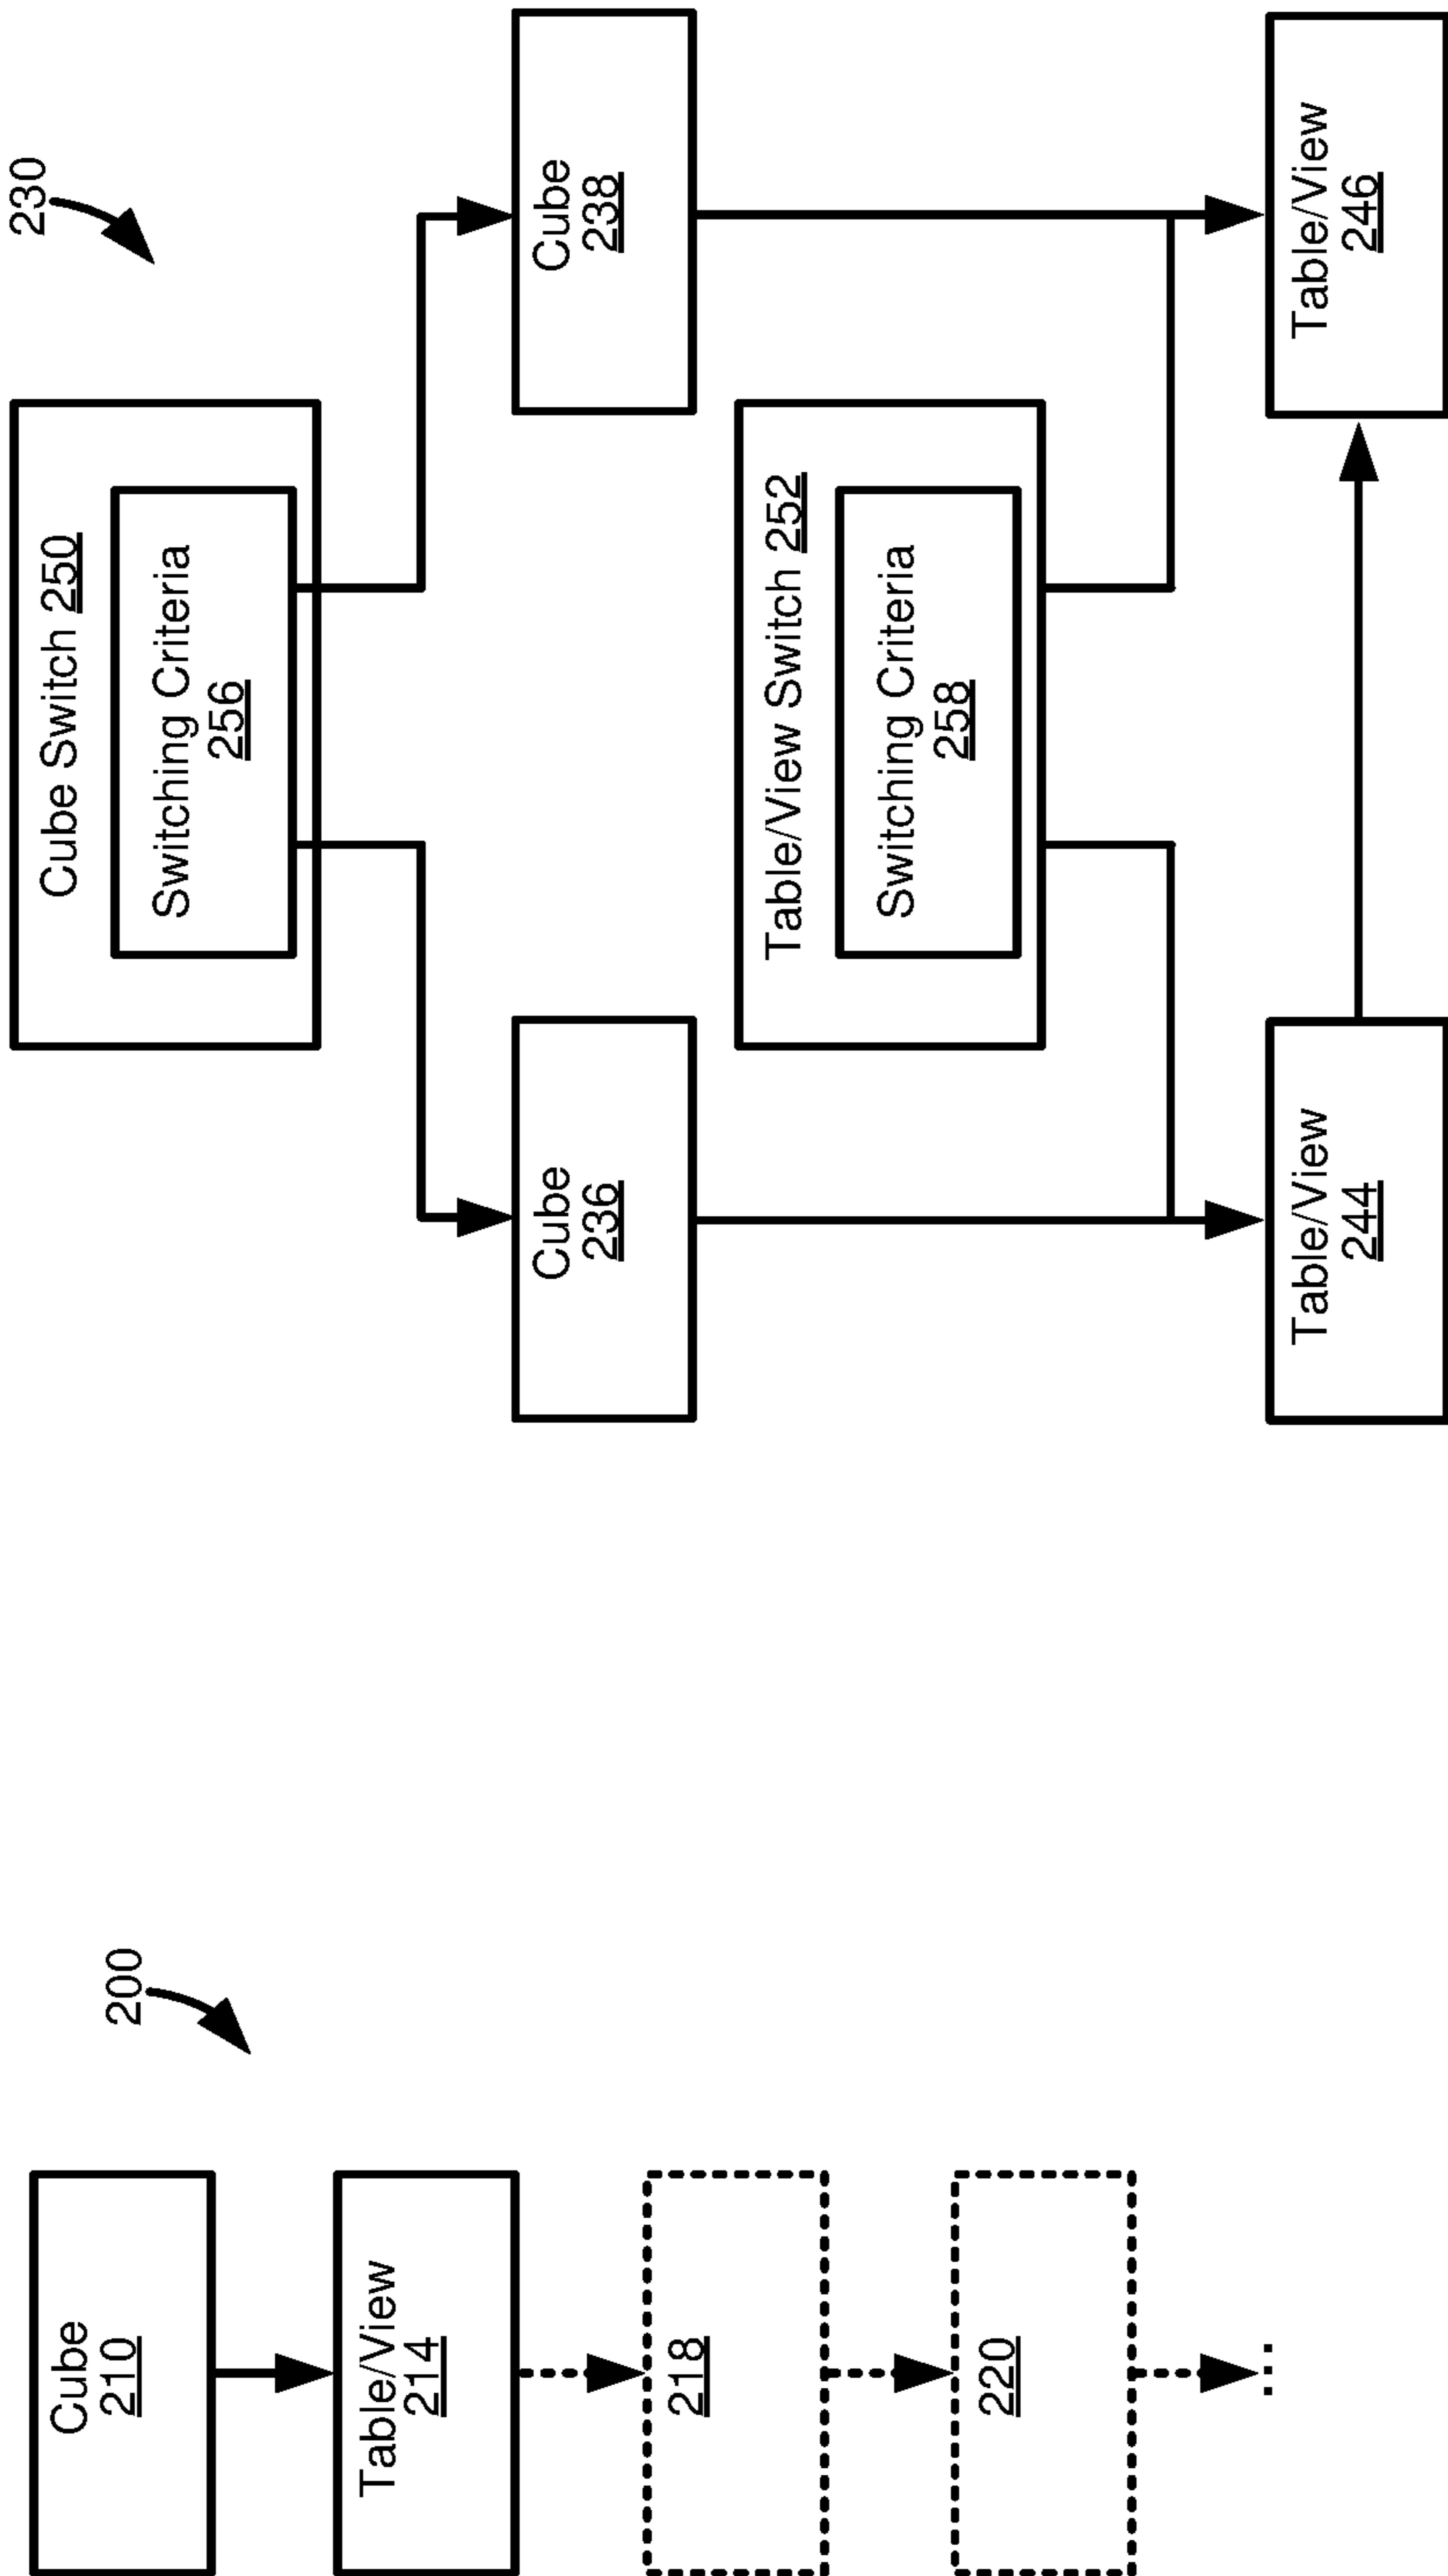 200
Cube
210
Table/View
214
218
220
...
230
Cube Switch 250
Switching Criteria
256
Cube
236
Cube
238
Table/View Switch 252
Switching Criteria
258
Table/View
244
Table/View
246